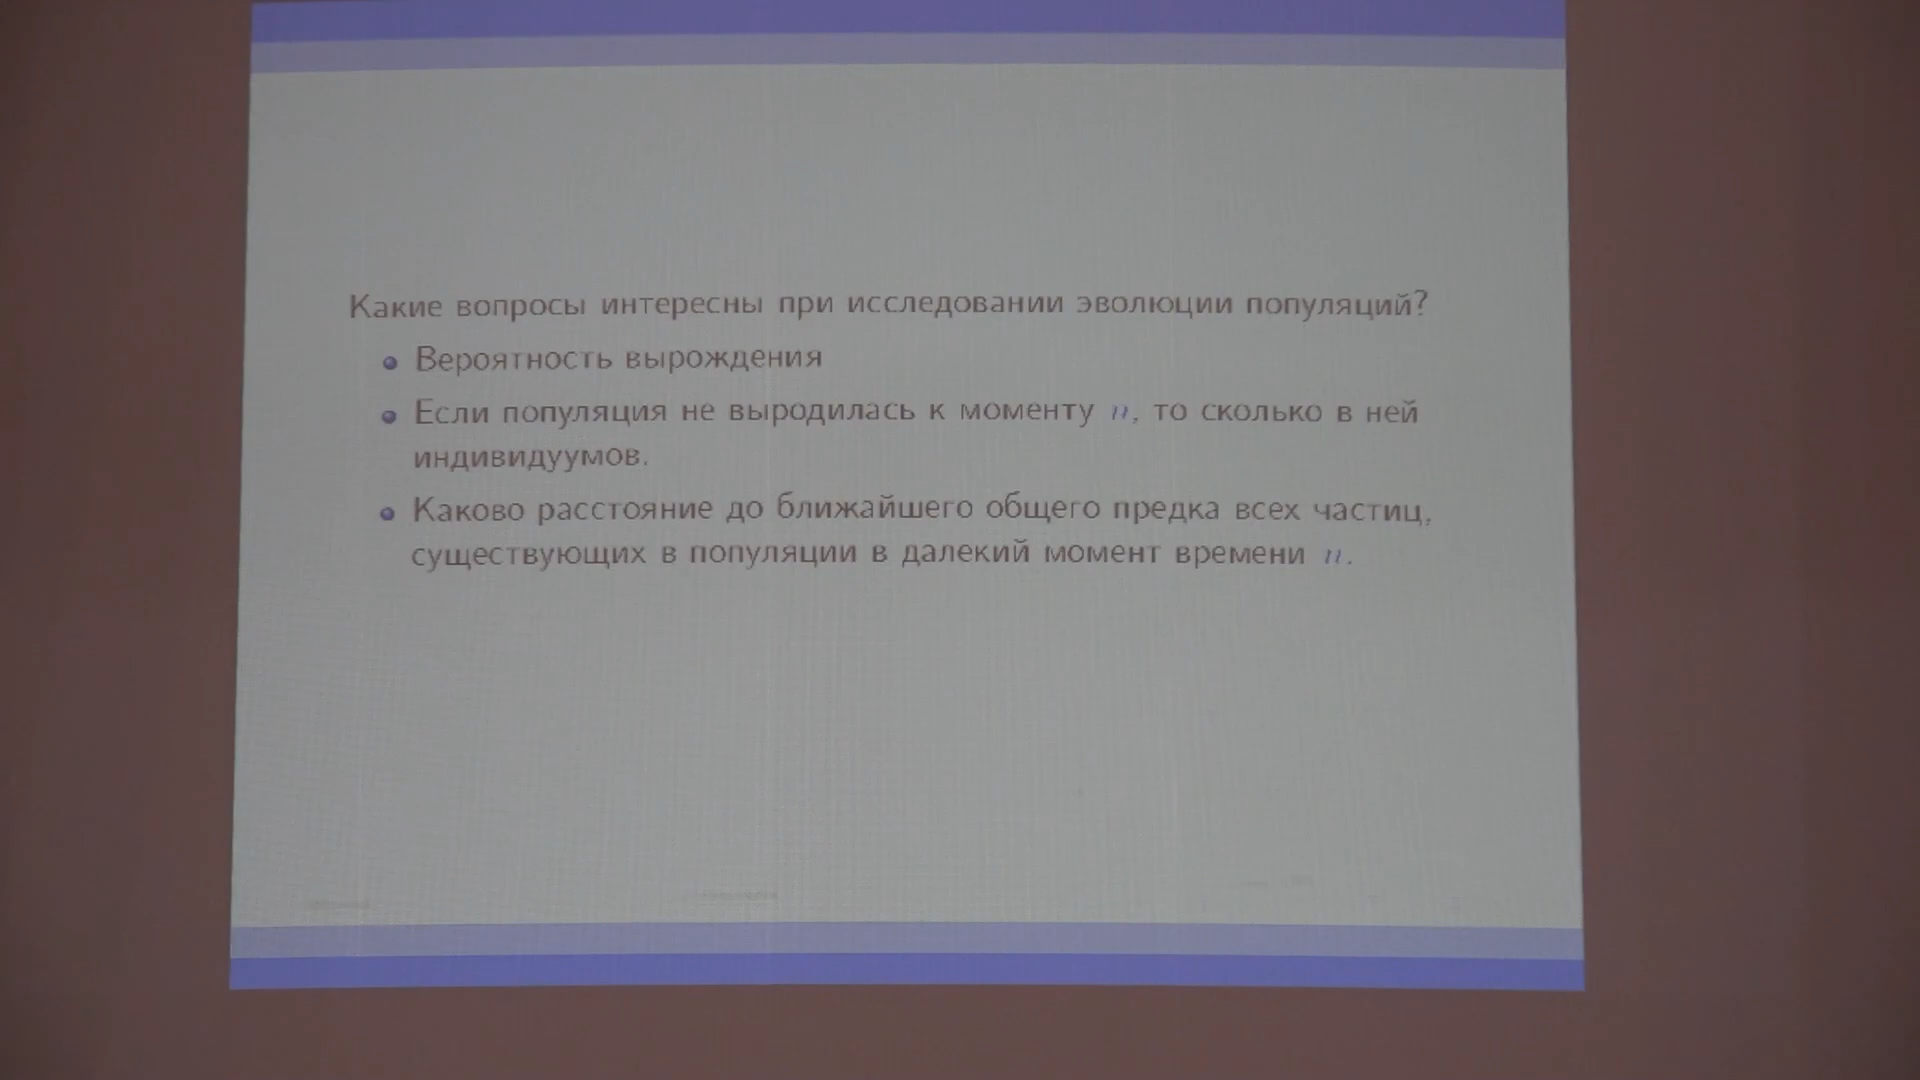 Какие вопросы интересны при исследовании эволюции популяций?
Вероятность вырождения
Если популяция не выродилась к моменту n, то сколько в ней
индивидуумов.
Каково расстояние до ближайшего общего предка всех частиц,
существующих в популяции в далекий момент времени n.